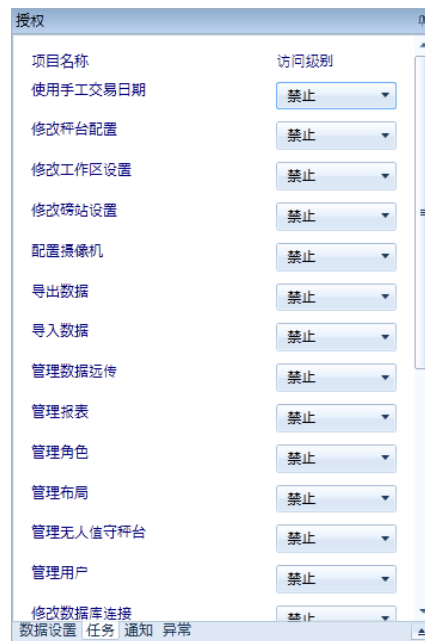 授权
项目名称 访问级别
使用手工交易日期 禁止
修改秤台配置 禁止
修改工作区设置 禁止
修改磅站设置 禁止
配置摄像机 禁止
导出数据 禁止
导入数据 禁止
管理数据远传 禁止
管理报表 禁止
管理角色 禁止
管理布局 禁止
管理无人值守秤台 禁止
管理用户 禁止
修改数据库连接 禁止
数据设置 任务 通知 异常